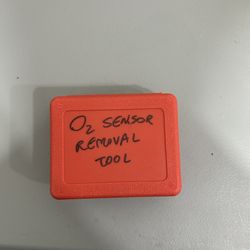 O2 SENSOR
REMOVAL
TOOL